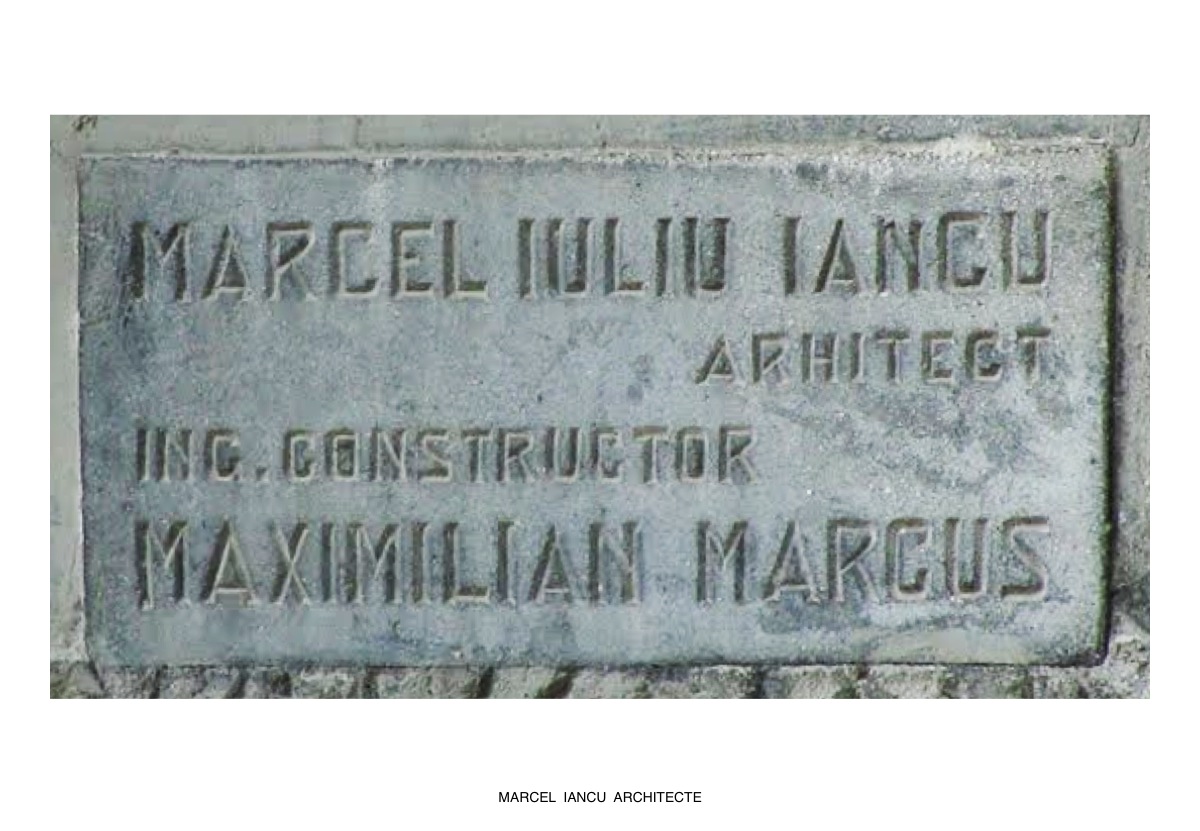 MARCEL IULIU IANCU
ARHITECT
ING. CONSTRUCTOR
MAXIMILIAN MARCUS
MARCEL IANCU ARCHITECTE